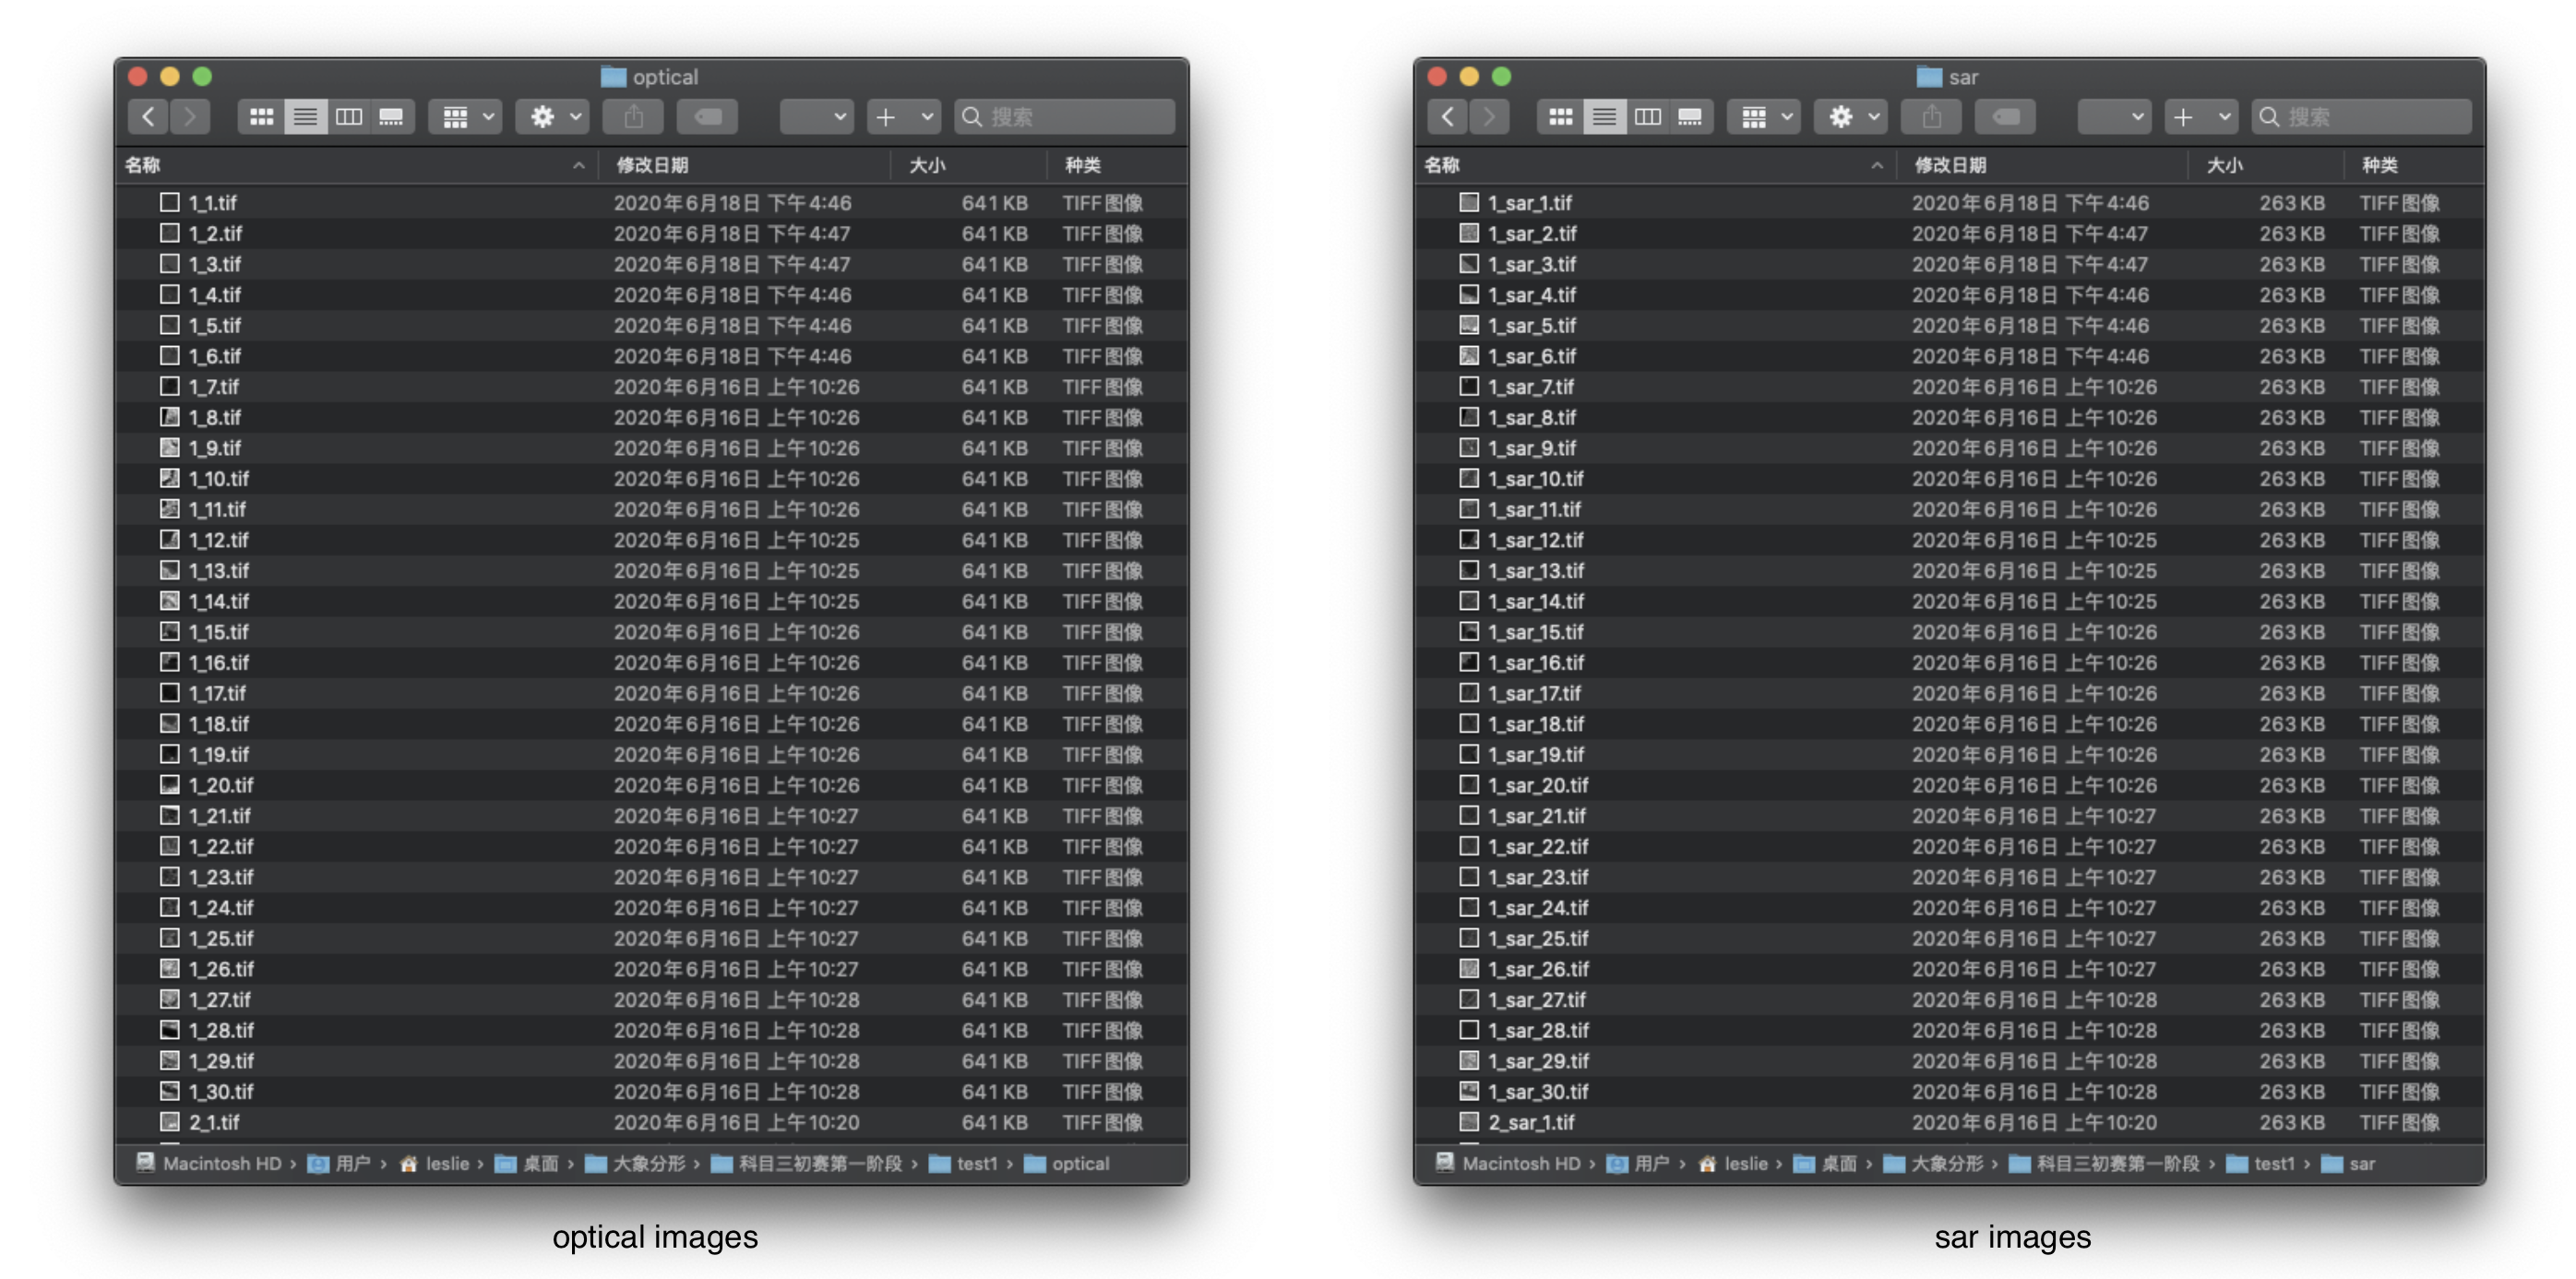 optical
搜索
名称 修改日期 大小 种类
1_1.tif 2020年6月18日 下午4:46 641 KB TIFF图像
1_2.tif 2020年6月18日 下午4:47 641 KB TIFF图像
1_3.tif 2020年6月18日 下午4:47 641 KB TIFF图像
1_4.tif 2020年6月18日 下午4:46 641 KB TIFF图像
1_5.tif 2020年6月18日 下午4:46 641 KB TIFF图像
1_6.tif 2020年6月18日 下午4:46 641 KB TIFF图像
1_7.tif 2020年6月16日 上午10:26 641 KB TIFF图像
1_8.tif 2020年6月16日 上午10:26 641 KB TIFF图像
1_9.tif 2020年6月16日 上午10:26 641 KB TIFF图像
1_10.tif 2020年6月16日 上午10:26 641 KB TIFF图像
1_11.tif 2020年6月16日 上午10:26 641 KB TIFF图像
1_12.tif 2020年6月16日 上午10:25 641 KB TIFF图像
1_13.tif 2020年6月16日 上午10:25 641 KB TIFF图像
1_14.tif 2020年6月16日 上午10:25 641 KB TIFF图像
1_15.tif 2020年6月16日 上午10:26 641 KB TIFF图像
1_16.tif 2020年6月16日 上午10:26 641 KB TIFF图像
1_17.tif 2020年6月16日 上午10:26 641 KB TIFF图像
1_18.tif 2020年6月16日 上午10:26 641 KB TIFF图像
1_19.tif 2020年6月16日 上午10:26 641 KB TIFF图像
1_20.tif 2020年6月16日 上午10:26 641 KB TIFF图像
1_21.tif 2020年6月16日 上午10:27 641 KB TIFF图像
1_22.tif 2020年6月16日 上午10:27 641 KB TIFF图像
1_23.tif 2020年6月16日 上午10:27 641 KB TIFF图像
1_24.tif 2020年6月16日 上午10:27 641 KB TIFF图像
1_25.tif 2020年6月16日 上午10:27 641 KB TIFF图像
1_26.tif 2020年6月16日 上午10:27 641 KB TIFF图像
1_27.tif 2020年6月16日 上午10:28 641 KB TIFF图像
1_28.tif 2020年6月16日 上午10:28 641 KB TIFF图像
1_29.tif 2020年6月16日 上午10:28 641 KB TIFF图像
1_30.tif 2020年6月16日 上午10:28 641 KB TIFF图像
2_1.tif 2020年6月16日 上午10:20 641 KB TIFF图像
Macintosh HD › 用户 › leslie › 桌面 › 大象分形 › 科目三初赛第一阶段 › test1 › optical
optical images
sar
搜索
名称 修改日期 大小 种类
1_sar_1.tif 2020年6月18日 下午4:46 263 KB TIFF图像
1_sar_2.tif 2020年6月18日 下午4:47 263 KB TIFF图像
1_sar_3.tif 2020年6月18日 下午4:47 263 KB TIFF图像
1_sar_4.tif 2020年6月18日 下午4:46 263 KB TIFF图像
1_sar_5.tif 2020年6月18日 下午4:46 263 KB TIFF图像
1_sar_6.tif 2020年6月18日 下午4:46 263 KB TIFF图像
1_sar_7.tif 2020年6月16日 上午10:26 263 KB TIFF图像
1_sar_8.tif 2020年6月16日 上午10:26 263 KB TIFF图像
1_sar_9.tif 2020年6月16日 上午10:26 263 KB TIFF图像
1_sar_10.tif 2020年6月16日 上午10:26 263 KB TIFF图像
1_sar_11.tif 2020年6月16日 上午10:26 263 KB TIFF图像
1_sar_12.tif 2020年6月16日 上午10:25 263 KB TIFF图像
1_sar_13.tif 2020年6月16日 上午10:25 263 KB TIFF图像
1_sar_14.tif 2020年6月16日 上午10:25 263 KB TIFF图像
1_sar_15.tif 2020年6月16日 上午10:26 263 KB TIFF图像
1_sar_16.tif 2020年6月16日 上午10:26 263 KB TIFF图像
1_sar_17.tif 2020年6月16日 上午10:26 263 KB TIFF图像
1_sar_18.tif 2020年6月16日 上午10:26 263 KB TIFF图像
1_sar_19.tif 2020年6月16日 上午10:26 263 KB TIFF图像
1_sar_20.tif 2020年6月16日 上午10:26 263 KB TIFF图像
1_sar_21.tif 2020年6月16日 上午10:27 263 KB TIFF图像
1_sar_22.tif 2020年6月16日 上午10:27 263 KB TIFF图像
1_sar_23.tif 2020年6月16日 上午10:27 263 KB TIFF图像
1_sar_24.tif 2020年6月16日 上午10:27 263 KB TIFF图像
1_sar_25.tif 2020年6月16日 上午10:27 263 KB TIFF图像
1_sar_26.tif 2020年6月16日 上午10:27 263 KB TIFF图像
1_sar_27.tif 2020年6月16日 上午10:28 263 KB TIFF图像
1_sar_28.tif 2020年6月16日 上午10:28 263 KB TIFF图像
1_sar_29.tif 2020年6月16日 上午10:28 263 KB TIFF图像
1_sar_30.tif 2020年6月16日 上午10:28 263 KB TIFF图像
2_sar_1.tif 2020年6月16日 上午10:20 263 KB TIFF图像
Macintosh HD › 用户 › leslie › 桌面 › 大象分形 › 科目三初赛第一阶段 › test1 › sar
sar images